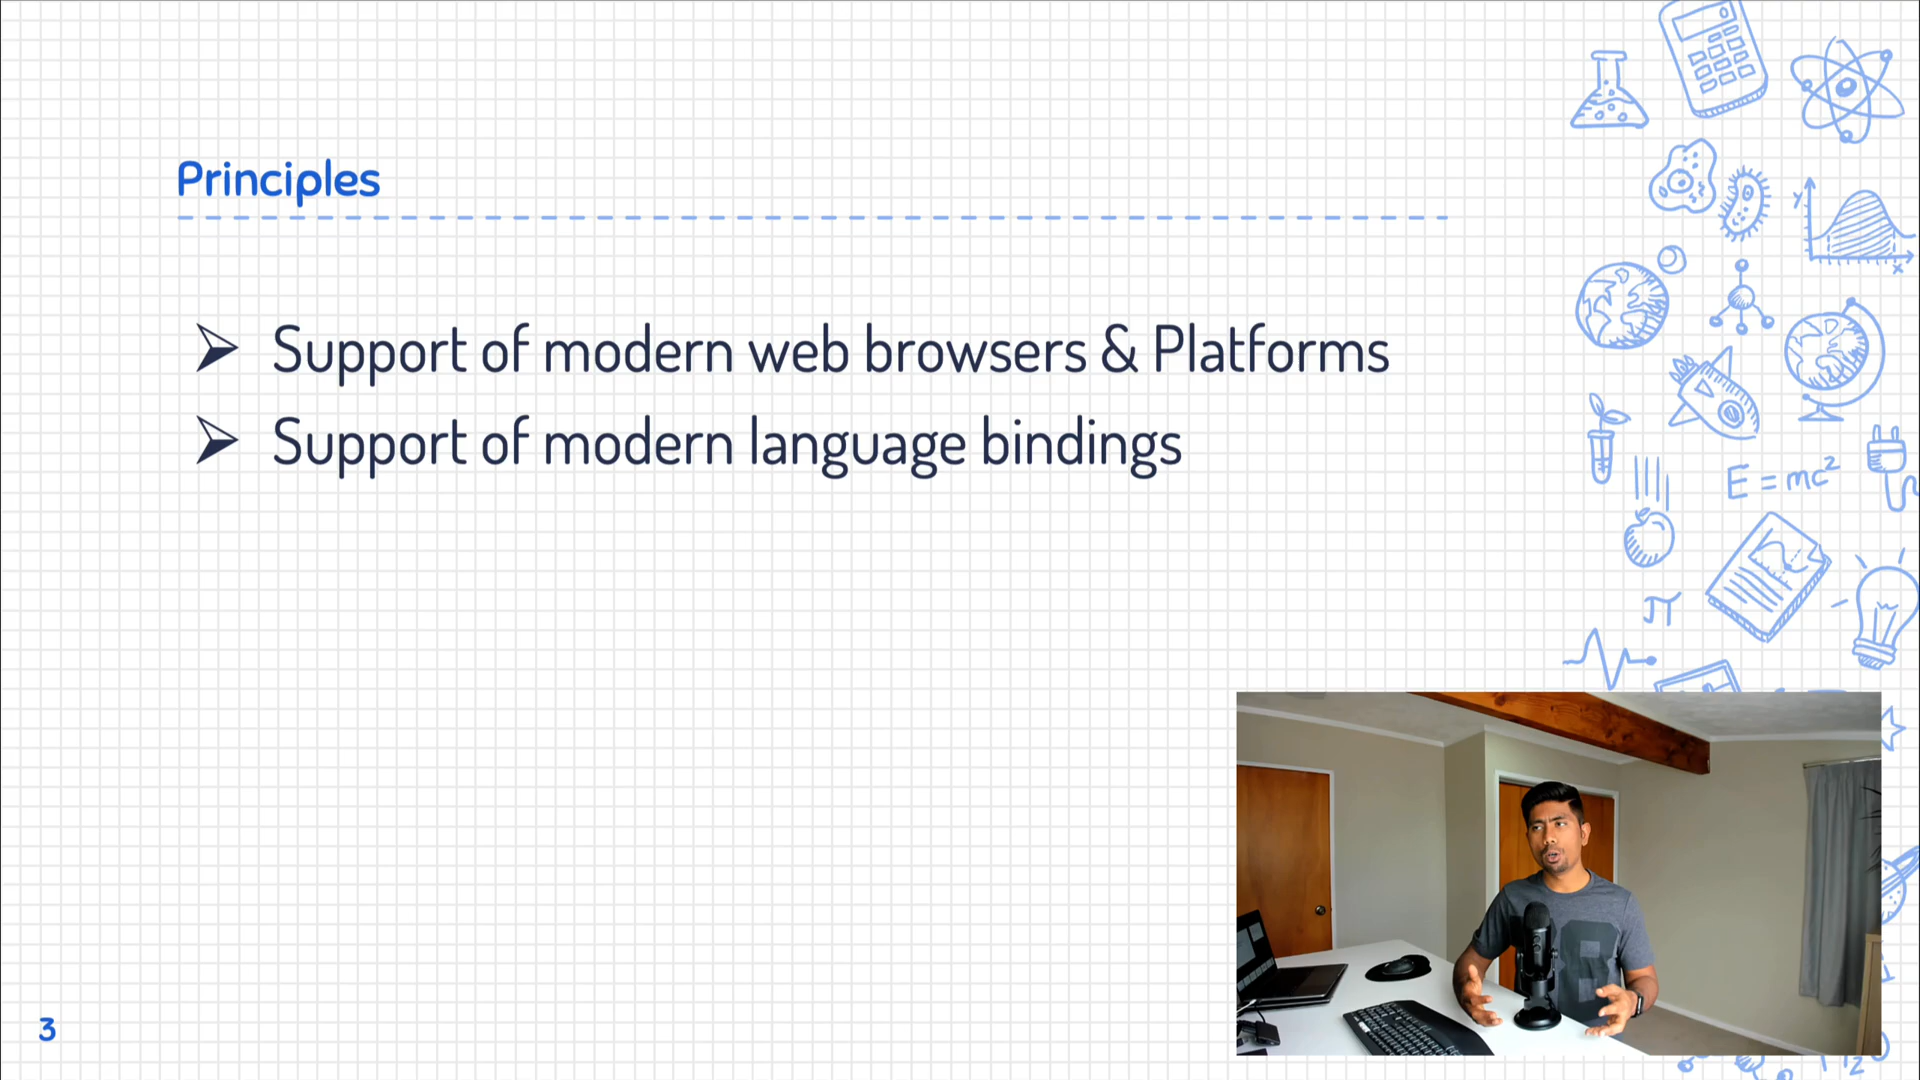 Principles
Support of modern web browsers & Platforms
Support of modern language bindings
y
x
E = mc²
π
3